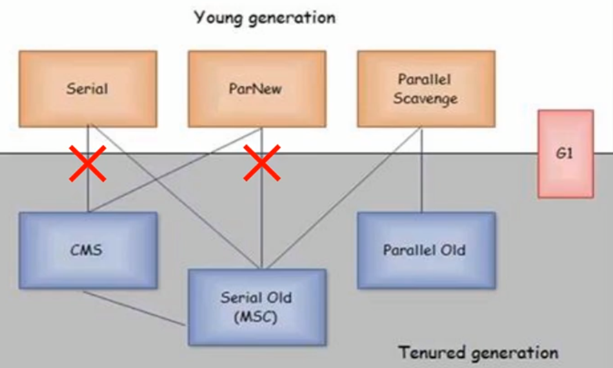 Young generation
Serial
ParNew
Parallel
Scavenge
G1
CMS
Parallel Old
Serial Old
(MSC)
Tenured generation